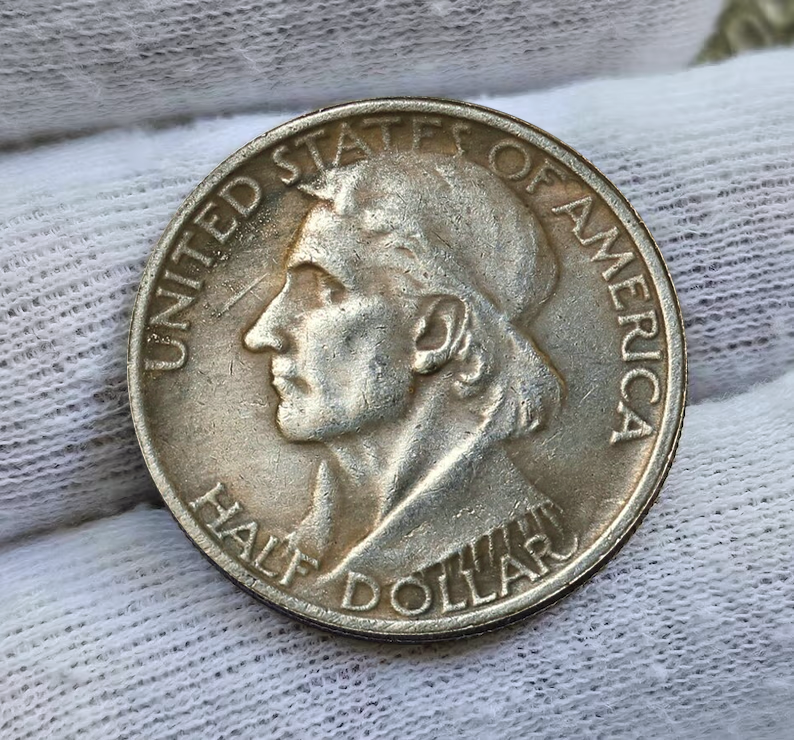 UNITED STATES OF AMERICA
HALF DOLLAR